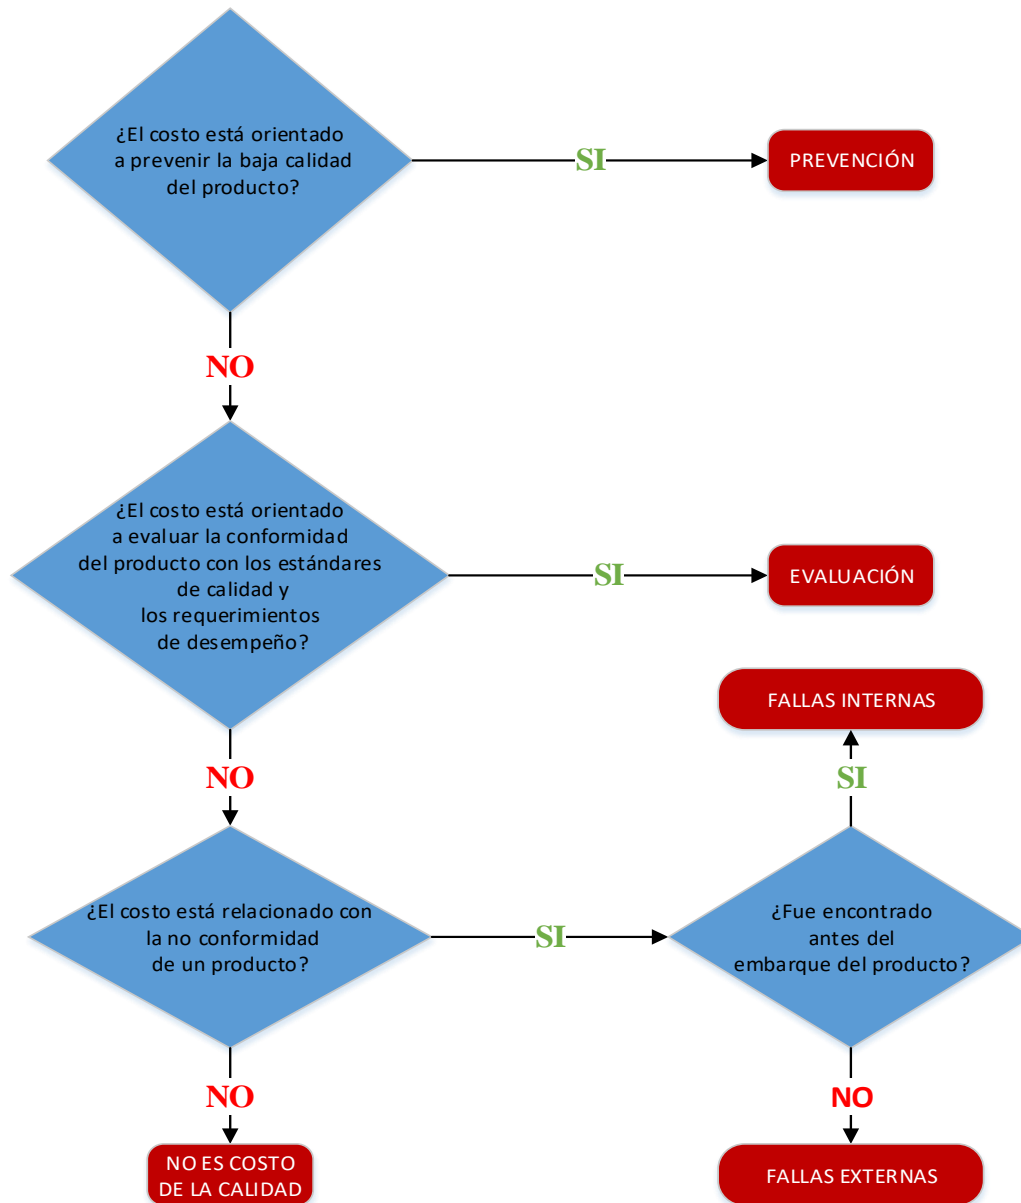 ¿El costo está orientado
a prevenir la baja calidad
del producto?
SI
PREVENCIÓN
NO
¿El costo está orientado
a evaluar la conformidad
del producto con los estándares
de calidad y
los requerimientos
de desempeño?
SI
EVALUACIÓN
FALLAS INTERNAS
NO
SI
¿El costo está relacionado con
la no conformidad
de un producto?
SI
¿Fue encontrado
antes del
embarque del producto?
NO
NO
NO ES COSTO
DE LA CALIDAD
FALLAS EXTERNAS